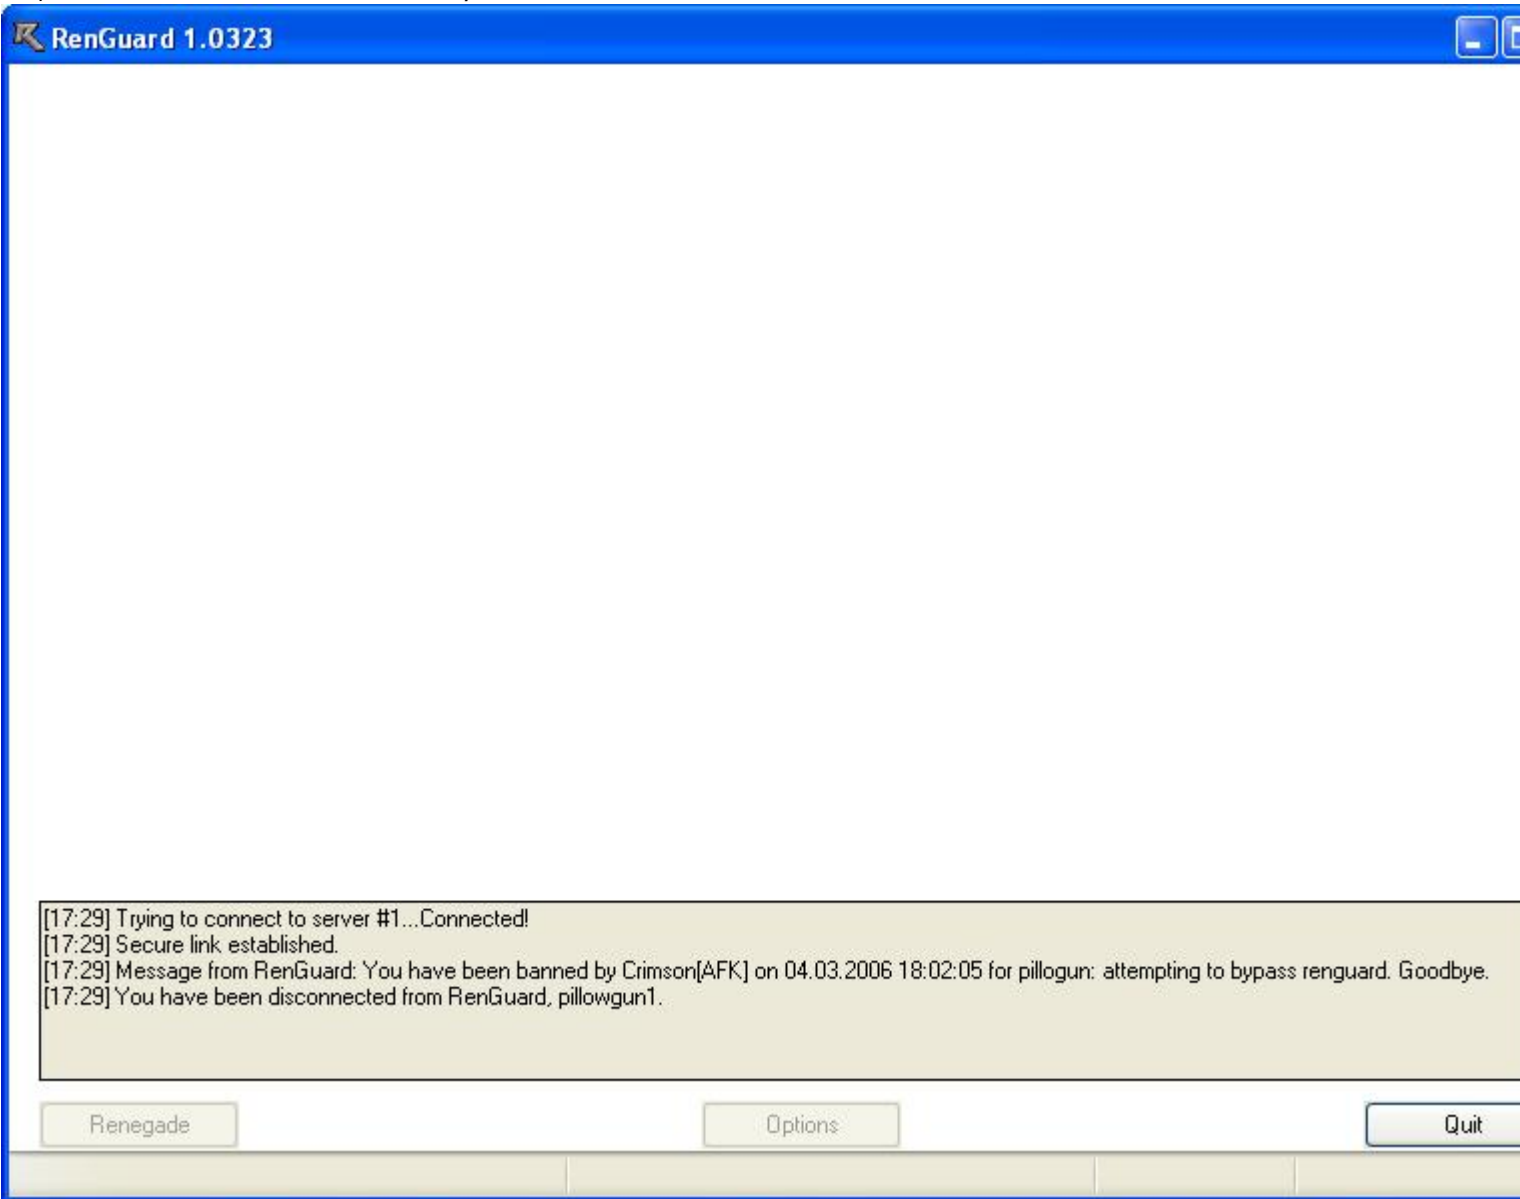 RenGuard 1.0323
[17:29] Trying to connect to server #1...Connected!
[17:29] Secure link established.
[17:29] Message from RenGuard: You have been banned by Crimson[AFK] on 04.03.2006 18:02:05 for pillogun: attempting to bypass renguard. Goodbye.
[17:29] You have been disconnected from RenGuard, pillowgun1.
Renegade
Options
Quit